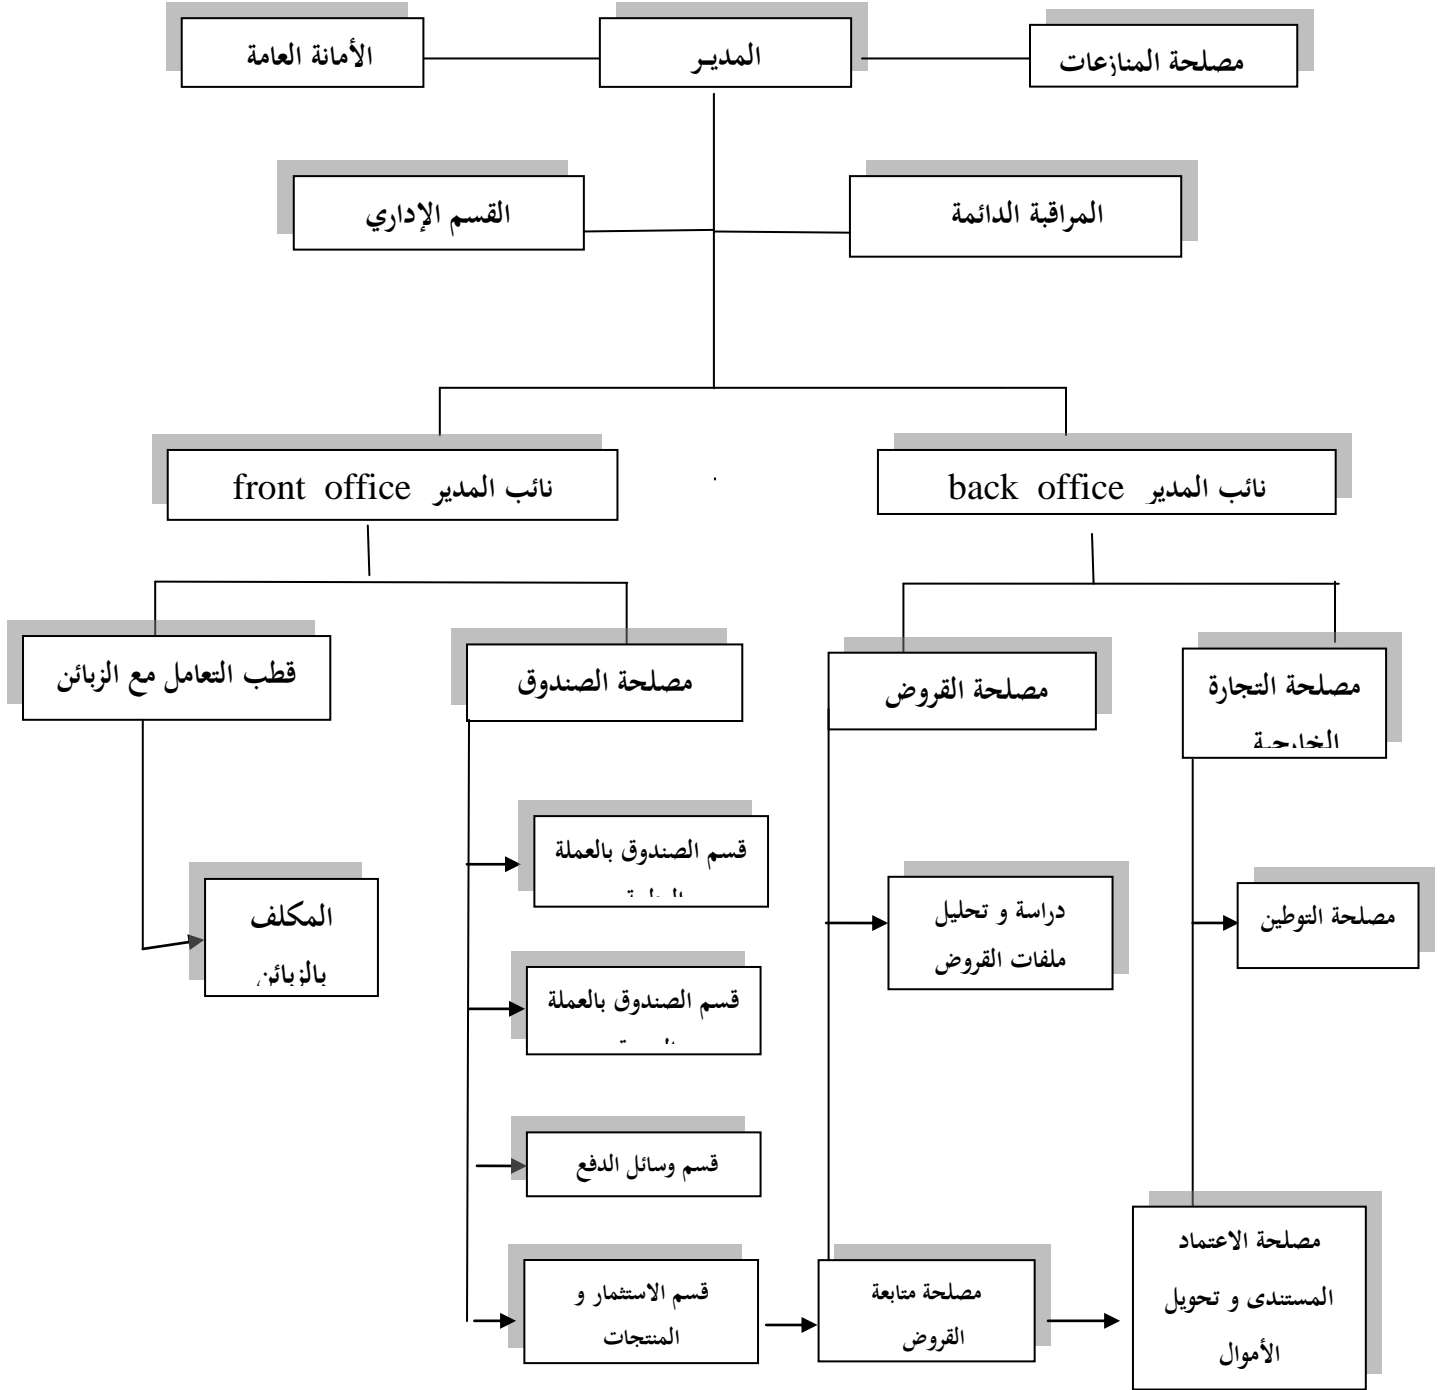 مصلحة المنازعات
المديـر
الأمانة العامة
المراقبة الدائمة
القسم الإداري
نائب المدير back office
نائب المدير front office
مصلحة التجارة
الخارجية
مصلحة القروض
مصلحة الصندوق
قطب التعامل مع الزبائن
قسم الصندوق بالعملة
دراسة و تحليل
ملفات القروض
مصلحة التوطين
المكلف
بالزبائن
قسم الصندوق بالعملة
قسم وسائل الدفع
مصلحة الاعتماد
المستندى و تحويل
الأموال
مصلحة متابعة
القروض
قسم الاستثمار و
المنتجات